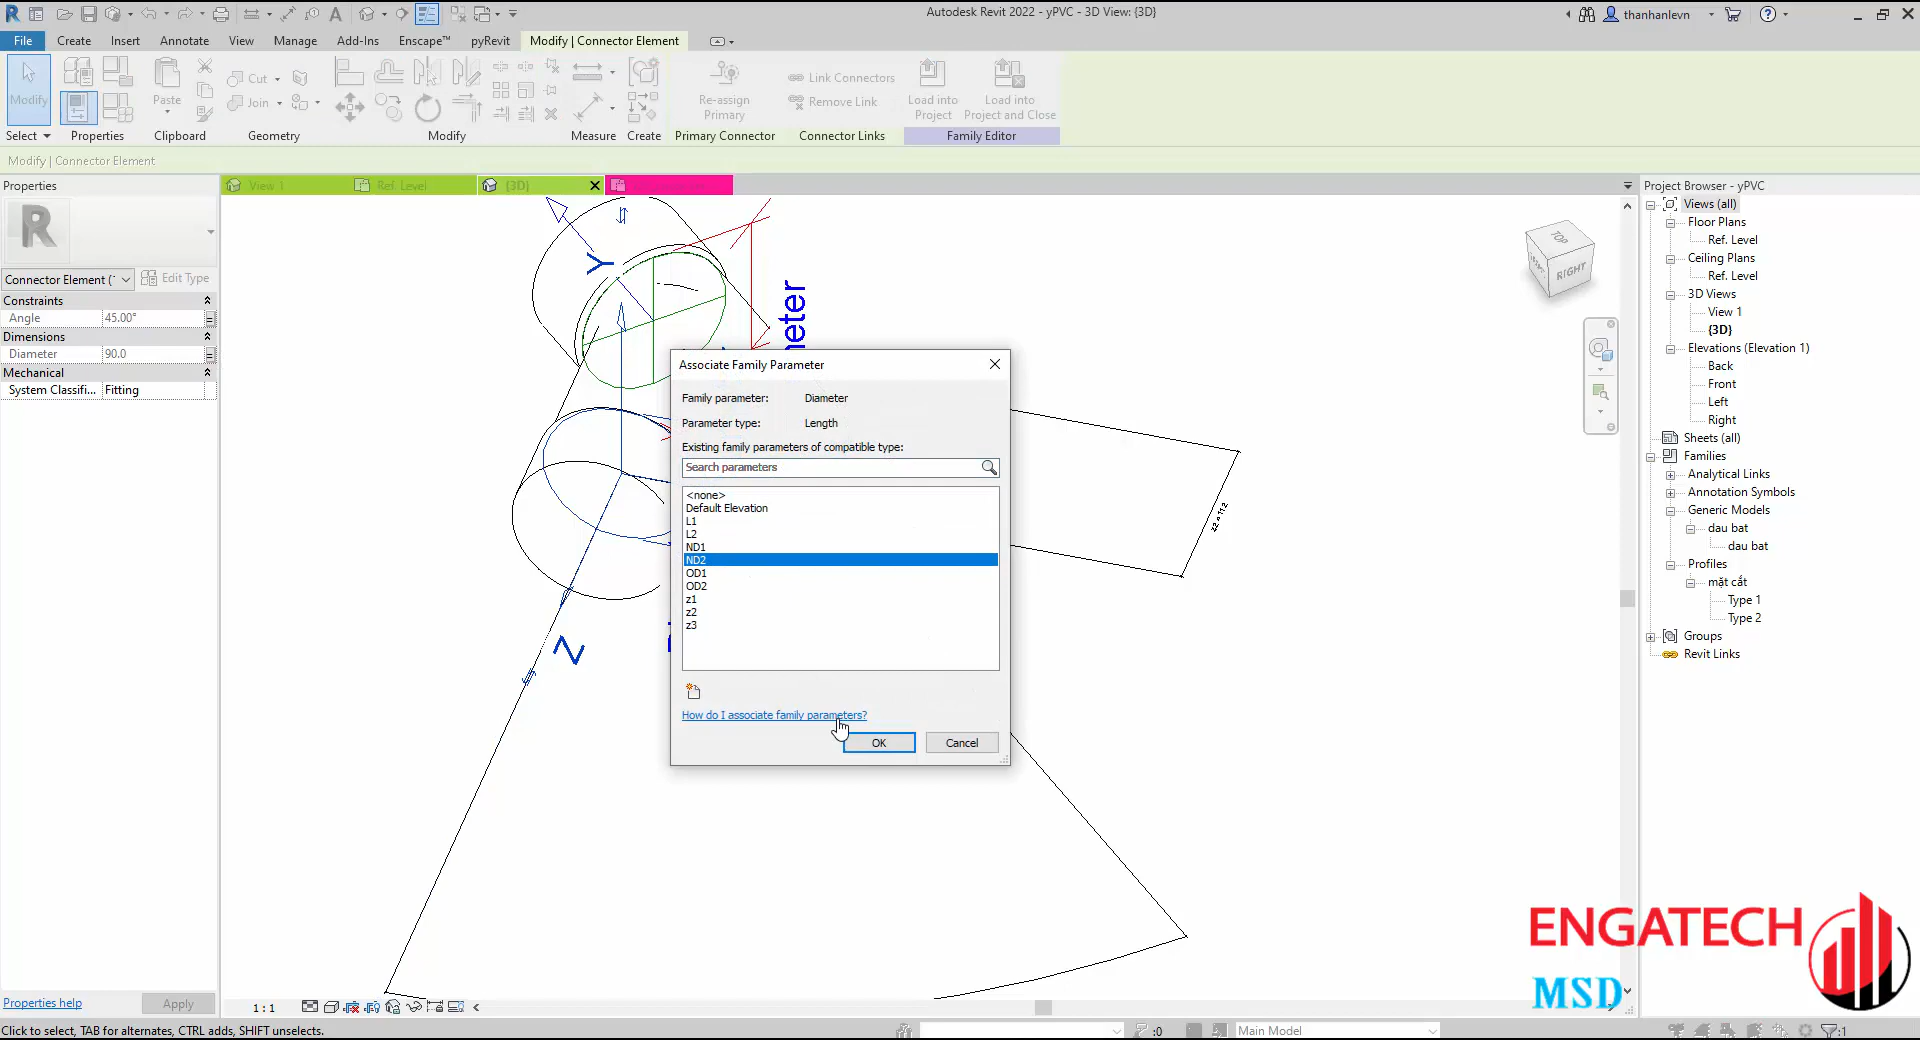 Autodesk Revit 2022 - yPVC - 3D View: {3D}
thanhanlevn
File
Create
Insert
Annotate
View
Manage
Add-Ins
Enscape™
pyRevit
Modify | Connector Element
Modify
Paste
Cut
Join
Re-assign
Primary
Link Connectors
Remove Link
Load into
Project
Load into
Project and Close
Select
Properties
Clipboard
Geometry
Modify
Measure
Create
Primary Connector
Connector Links
Family Editor
Modify | Connector Element
Properties
View 1
Ref. Level
{3D}
Project Browser - yPVC
Connector Element (
Edit Type
Constraints
Angle
45.00°
Dimensions
Diameter
90.0
Mechanical
System Classifi...
Fitting
Y
Z
TOP
RIGHT
Associate Family Parameter
Family parameter:
Diameter
Parameter type:
Length
Existing family parameters of compatible type:
Search parameters
<none>
Default Elevation
L1
L2
ND1
ND2
OD1
OD2
z1
z2
z3
How do I associate family parameters?
OK
Cancel
Views (all)
Floor Plans
Ref. Level
Ceiling Plans
Ref. Level
3D Views
View 1
{3D}
Elevations (Elevation 1)
Back
Front
Left
Right
Sheets (all)
Families
Analytical Links
Annotation Symbols
Generic Models
dau bat
dau bat
Profiles
mặt cắt
Type 1
Type 2
Groups
Revit Links
ENGATECH
MSD
Properties help
Apply
1 : 1
Click to select, TAB for alternates, CTRL adds, SHIFT unselects.
:0
Main Model
:1